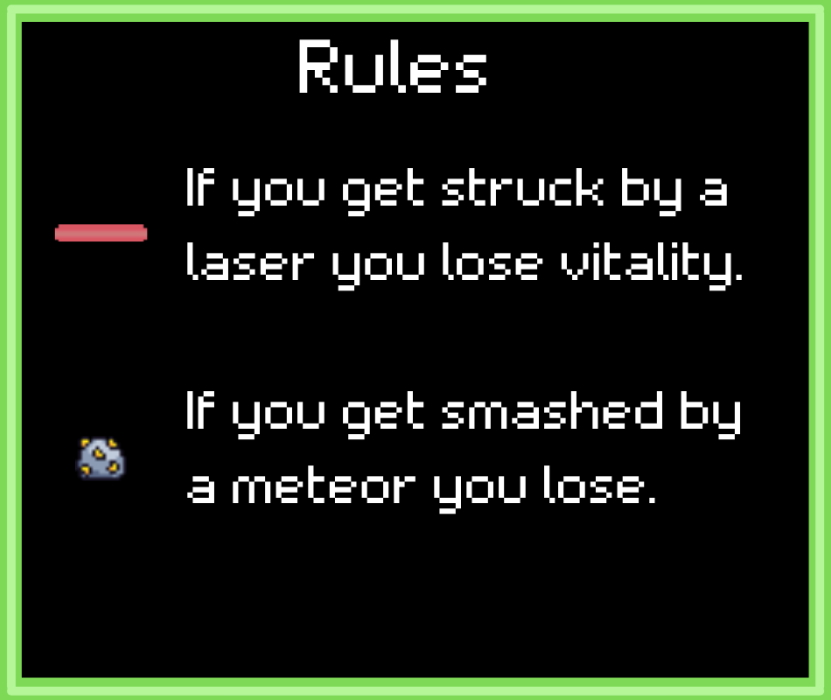 Rules
If you get struck by a
laser you lose vitality.
If you get smashed by
a meteor you lose.